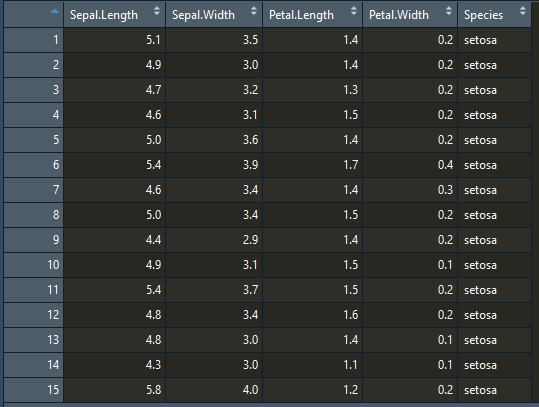 Sepal.Length Sepal.Width Petal.Length Petal.Width Species
1 5.1 3.5 1.4 0.2 setosa
2 4.9 3.0 1.4 0.2 setosa
3 4.7 3.2 1.3 0.2 setosa
4 4.6 3.1 1.5 0.2 setosa
5 5.0 3.6 1.4 0.2 setosa
6 5.4 3.9 1.7 0.4 setosa
7 4.6 3.4 1.4 0.3 setosa
8 5.0 3.4 1.5 0.2 setosa
9 4.4 2.9 1.4 0.2 setosa
10 4.9 3.1 1.5 0.1 setosa
11 5.4 3.7 1.5 0.2 setosa
12 4.8 3.4 1.6 0.2 setosa
13 4.8 3.0 1.4 0.1 setosa
14 4.3 3.0 1.1 0.1 setosa
15 5.8 4.0 1.2 0.2 setosa